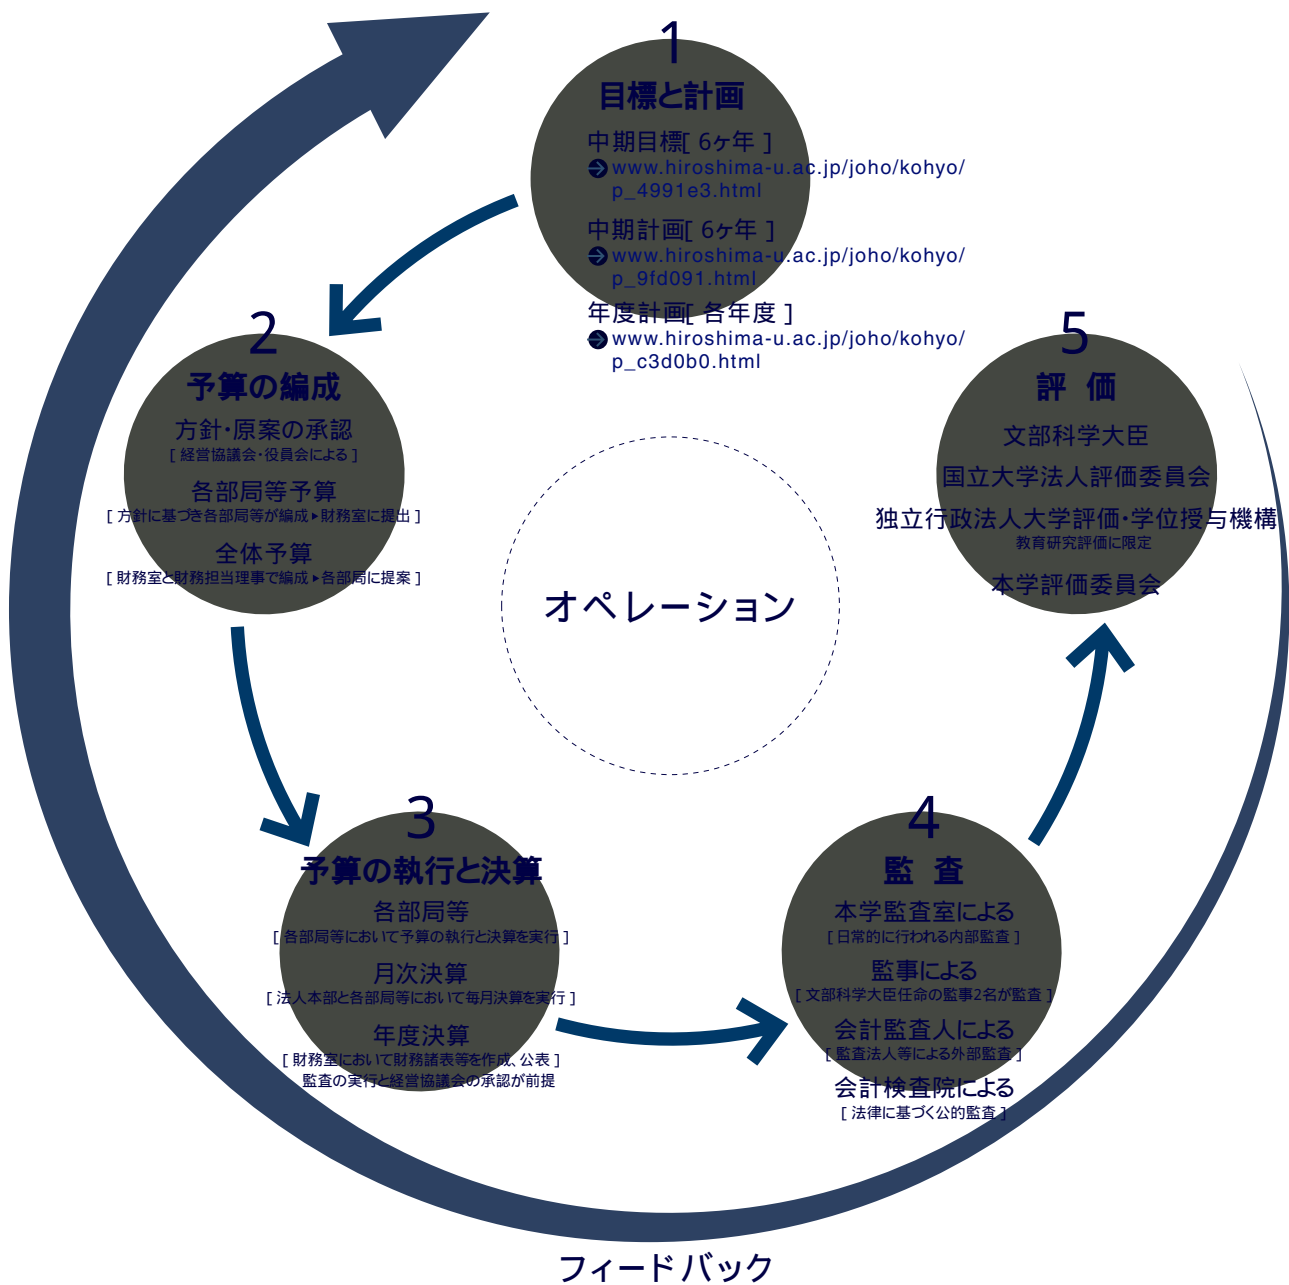 1
目標と計画
中期目標[ 6ヶ年 ]
www.hiroshima-u.ac.jp/joho/kohyo/
p_4991e3.html
中期計画[ 6ヶ年 ]
www.hiroshima-u.ac.jp/joho/kohyo/
p_9fd091.html
年度計画[ 各年度 ]
www.hiroshima-u.ac.jp/joho/kohyo/
p_c3d0b0.html
2
予算の編成
方針・原案の承認
[ 経営協議会・役員会による ]
各部局等予算
[ 方針に基づき各部局等が編成▶財務室に提出 ]
全体予算
[ 財務室と財務担当理事で編成▶各部局に提案 ]
3
予算の執行と決算
各部局等
[ 各部局等において予算の執行と決算を実行 ]
月次決算
[ 法人本部と各部局等において毎月決算を実行 ]
年度決算
[ 財務室において財務諸表等を作成、公表 ]
監査の実行と経営協議会の承認が前提
4
監 査
本学監査室による
[ 日常的に行われる内部監査 ]
監事による
[ 文部科学大臣任命の監事2名が監査 ]
会計監査人による
[ 監査法人等による外部監査 ]
会計検査院による
[ 法律に基づく公的監査 ]
5
評 価
文部科学大臣
国立大学法人評価委員会
独立行政法人大学評価・学位授与機構
教育研究評価に限定
本学評価委員会
オペレーション
フィードバック